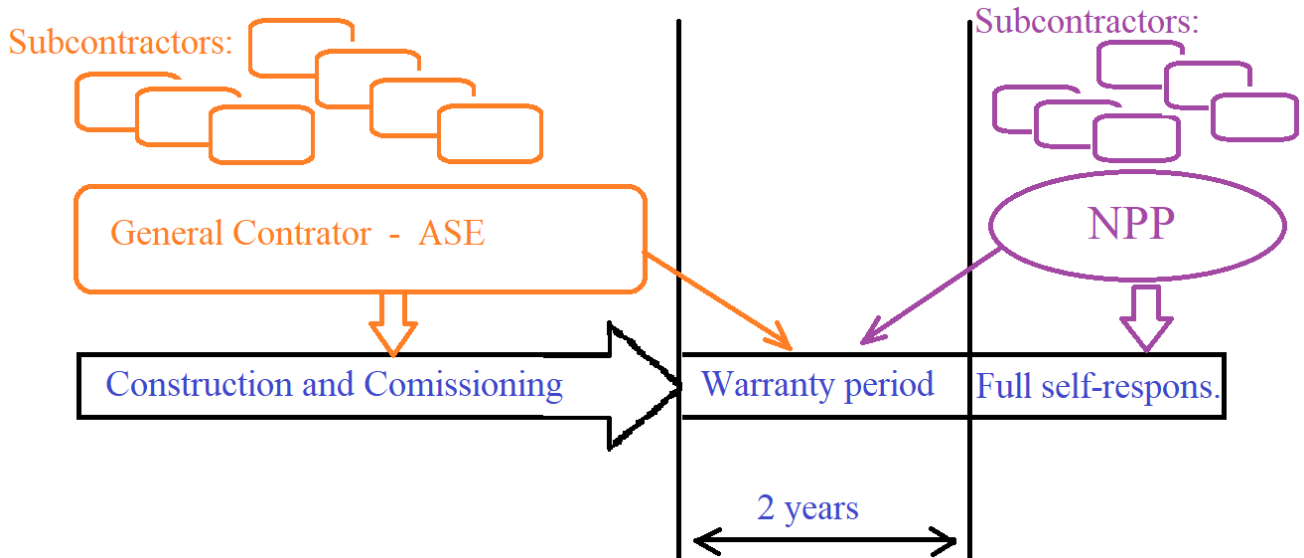 Subcontractors:
Subcontractors:
General Contrator - ASE
NPP
Construction and Comissioning
Warranty period
Full self-respons.
2 years